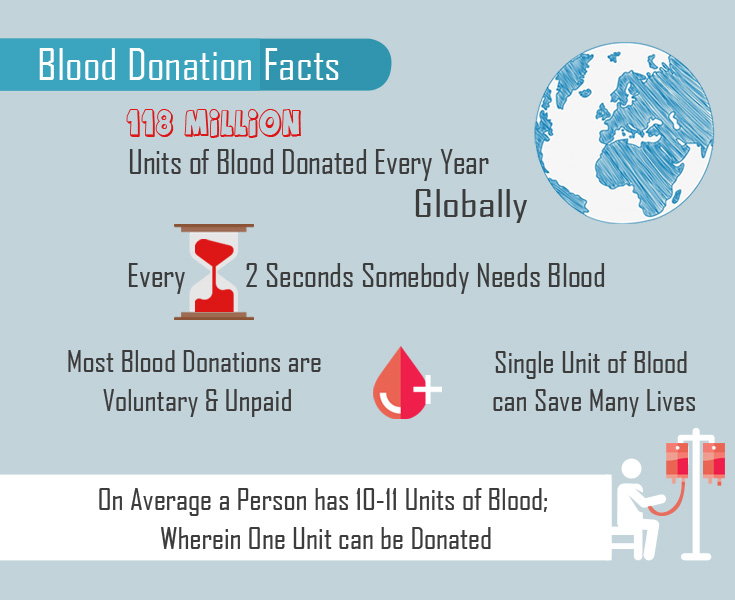 Blood Donation Facts
118 Million
Units of Blood Donated Every Year
Globally
Every 2 Seconds Somebody Needs Blood
Most Blood Donations are
Voluntary & Unpaid
Single Unit of Blood
can Save Many Lives
On Average a Person has 10-11 Units of Blood;
Wherein One Unit can be Donated